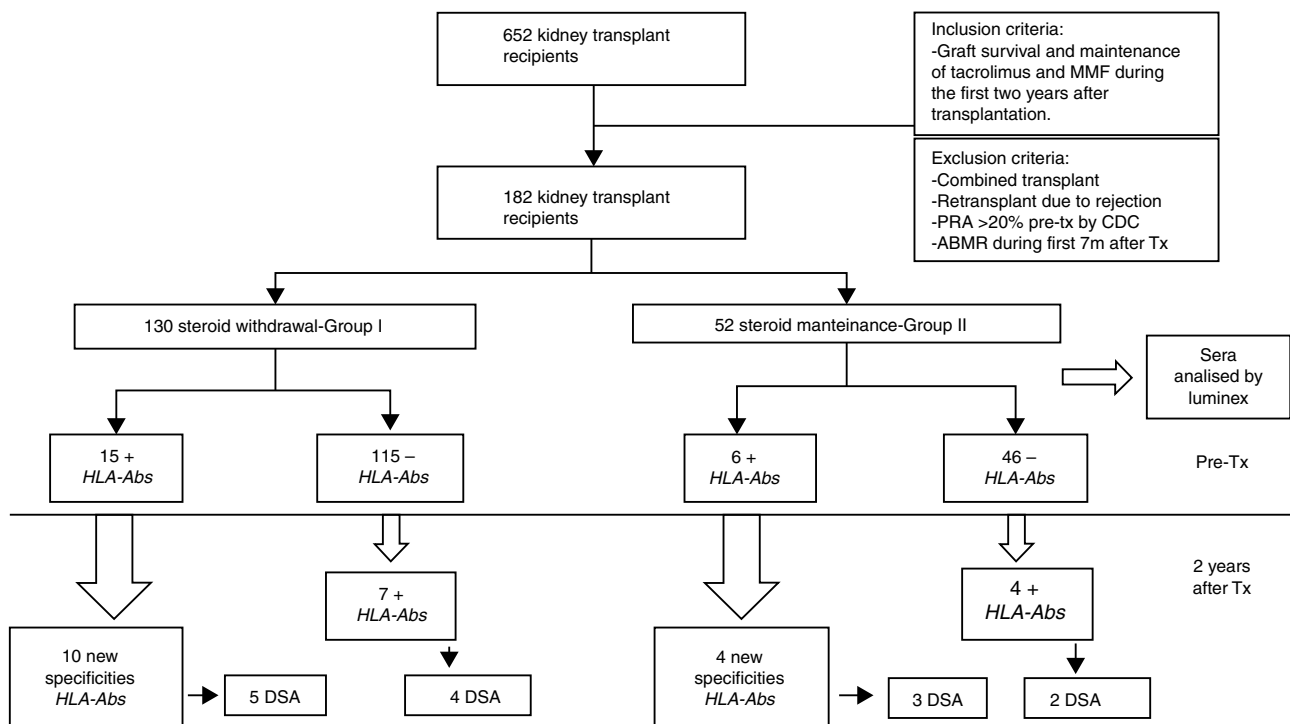 652 kidney transplant
recipients
Inclusion criteria:
-Graft survival and maintenance
of tacrolimus and MMF during
the first two years after
transplantation.
Exclusion criteria:
-Combined transplant
-Retransplant due to rejection
-PRA >20% pre-tx by CDC
-ABMR during first 7m after Tx
182 kidney transplant
recipients
130 steroid withdrawal-Group I
52 steroid manteinance-Group II
Sera
analised by
luminex
15 +
HLA-Abs
115 –
HLA-Abs
6 +
HLA-Abs
46 –
HLA-Abs
Pre-Tx
7 +
HLA-Abs
4 +
HLA-Abs
2 years
after Tx
10 new
specificities
HLA-Abs
5 DSA
4 DSA
4 new
specificities
HLA-Abs
3 DSA
2 DSA